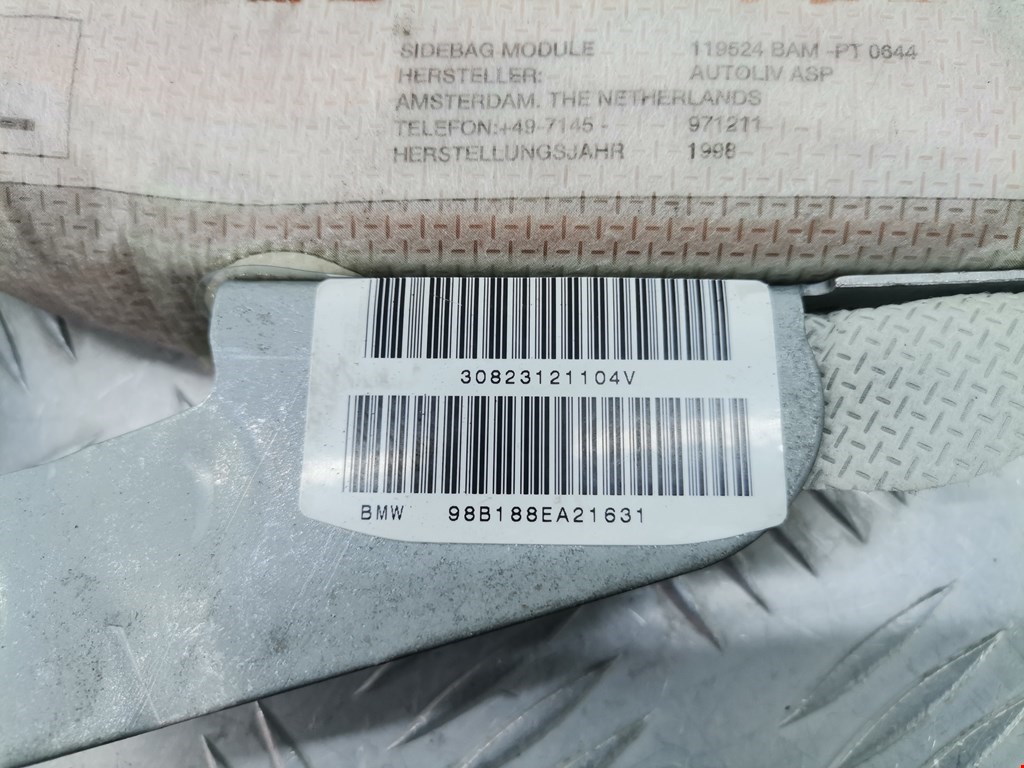 SIDEBAG MODULE 119524 BAM -PT 0644
HERSTELLER: AUTOLIV ASP
AMSTERDAM. THE NETHERLANDS
TELEFON:+49-7145 - 971211
HERSTELLUNGSJAHR 1998
30823121104V
BMW 98B188EA21631